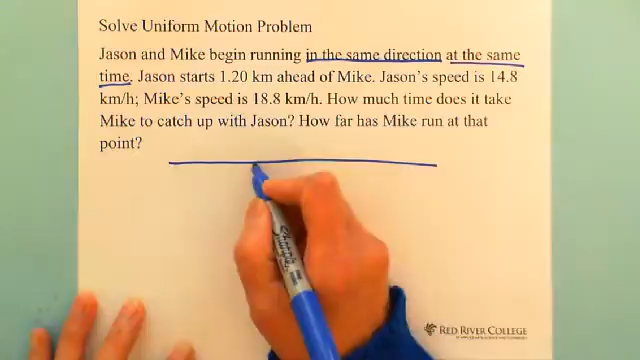 Solve Uniform Motion Problem
Jason and Mike begin running in the same direction at the same
time. Jason starts 1.20 km ahead of Mike. Jason's speed is 14.8
km/h; Mike's speed is 18.8 km/h. How much time does it take
Mike to catch up with Jason? How far has Mike run at that
point?
Sharpie
RED RIVER COLLEGE